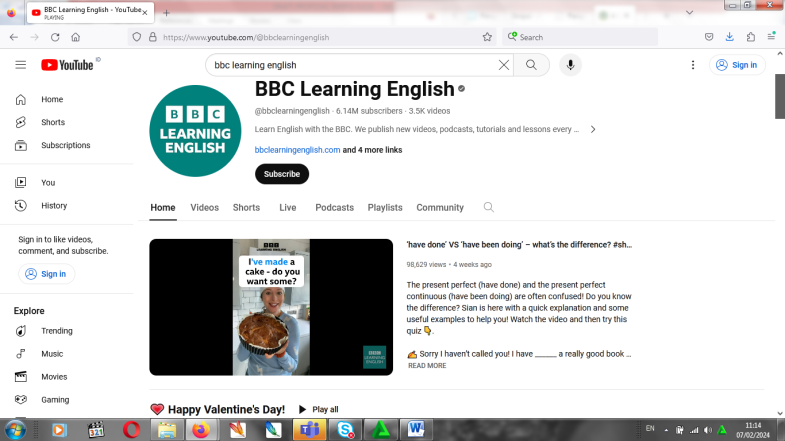 BBC Learning English - YouTube
PLAYING
https://www.youtube.com/@bbclearningenglish
Search
YouTube ID
bbc learning english
Sign in
Home
Shorts
Subscriptions
You
History
Sign in to like videos,
comment, and subscribe.
Sign in
Explore
Trending
Music
Movies
Gaming
BBC
LEARNING
ENGLISH
BBC Learning English
@bbclearningenglish · 6.14M subscribers · 3.5K videos
Learn English with the BBC. We publish new videos, podcasts, tutorials and lessons every ...
bbclearningenglish.com and 4 more links
Subscribe
Home Videos Shorts Live Podcasts Playlists Community
BBC
LEARNING ENGLISH
I've made a
cake - do you
want some?
BBC
LEARNING
ENGLISH
'have done' VS 'have been doing' – what's the difference? #sh...
98,629 views • 4 weeks ago
The present perfect (have done) and the present perfect
continuous (have been doing) are often confused! Do you know
the difference? Sian is here with a quick explanation and some
useful examples to help you! Watch the video and then try this
quiz 👇.
✍ Sorry I haven't called you! I have ______ a really good book ...
READ MORE
Happy Valentine's Day! Play all
321
EN
11:14
07/02/2024